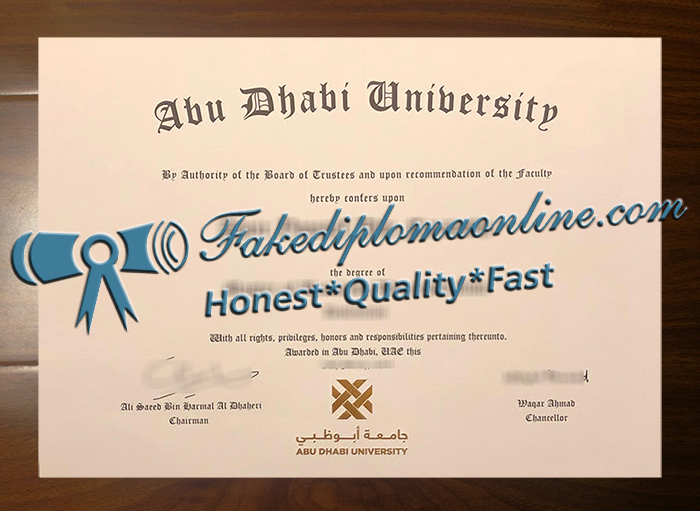 Abu Dhabi University
By Authority of the Board of Trustees and upon recommendation of the Faculty
hereby confers upon
Fakediplomaonline.com
the degree of
Honest*Quality*Fast
With all rights, privileges, honors and responsibilities pertaining thereunto.
Awarded in Abu Dhabi, UAE this
Ali Saeed Bin Harmal Al Dhaheri
Chairman
Waqar Ahmad
Chancellor
جامعة أبوظبي
ABU DHABI UNIVERSITY